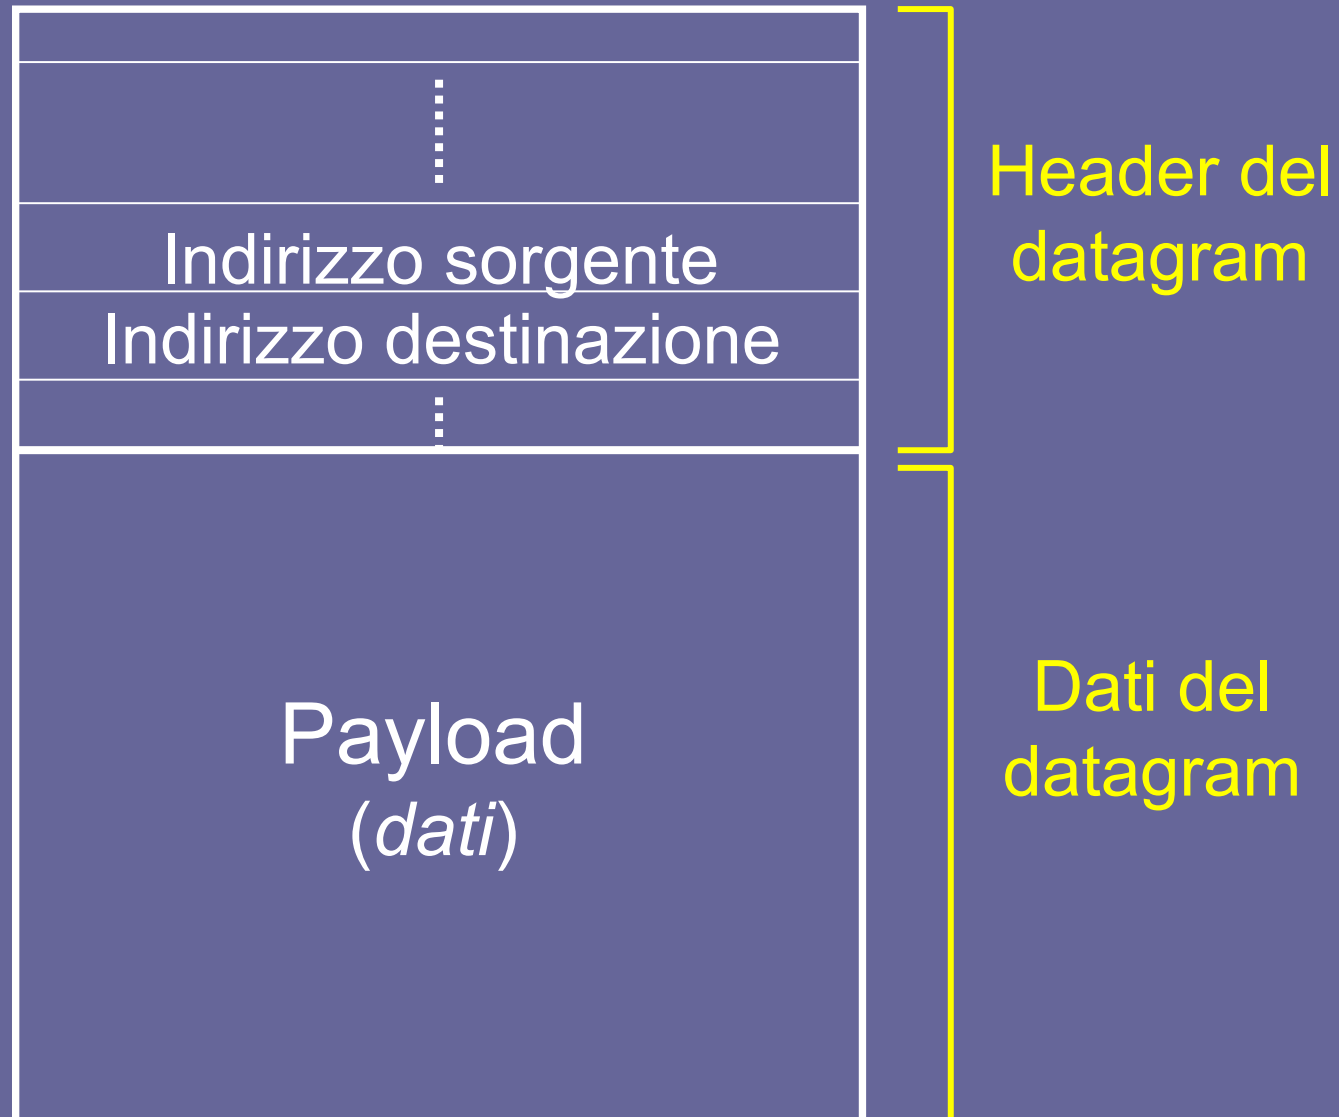 Indirizzo sorgente
Indirizzo destinazione
Payload
(dati)
Header del
datagram
Dati del
datagram